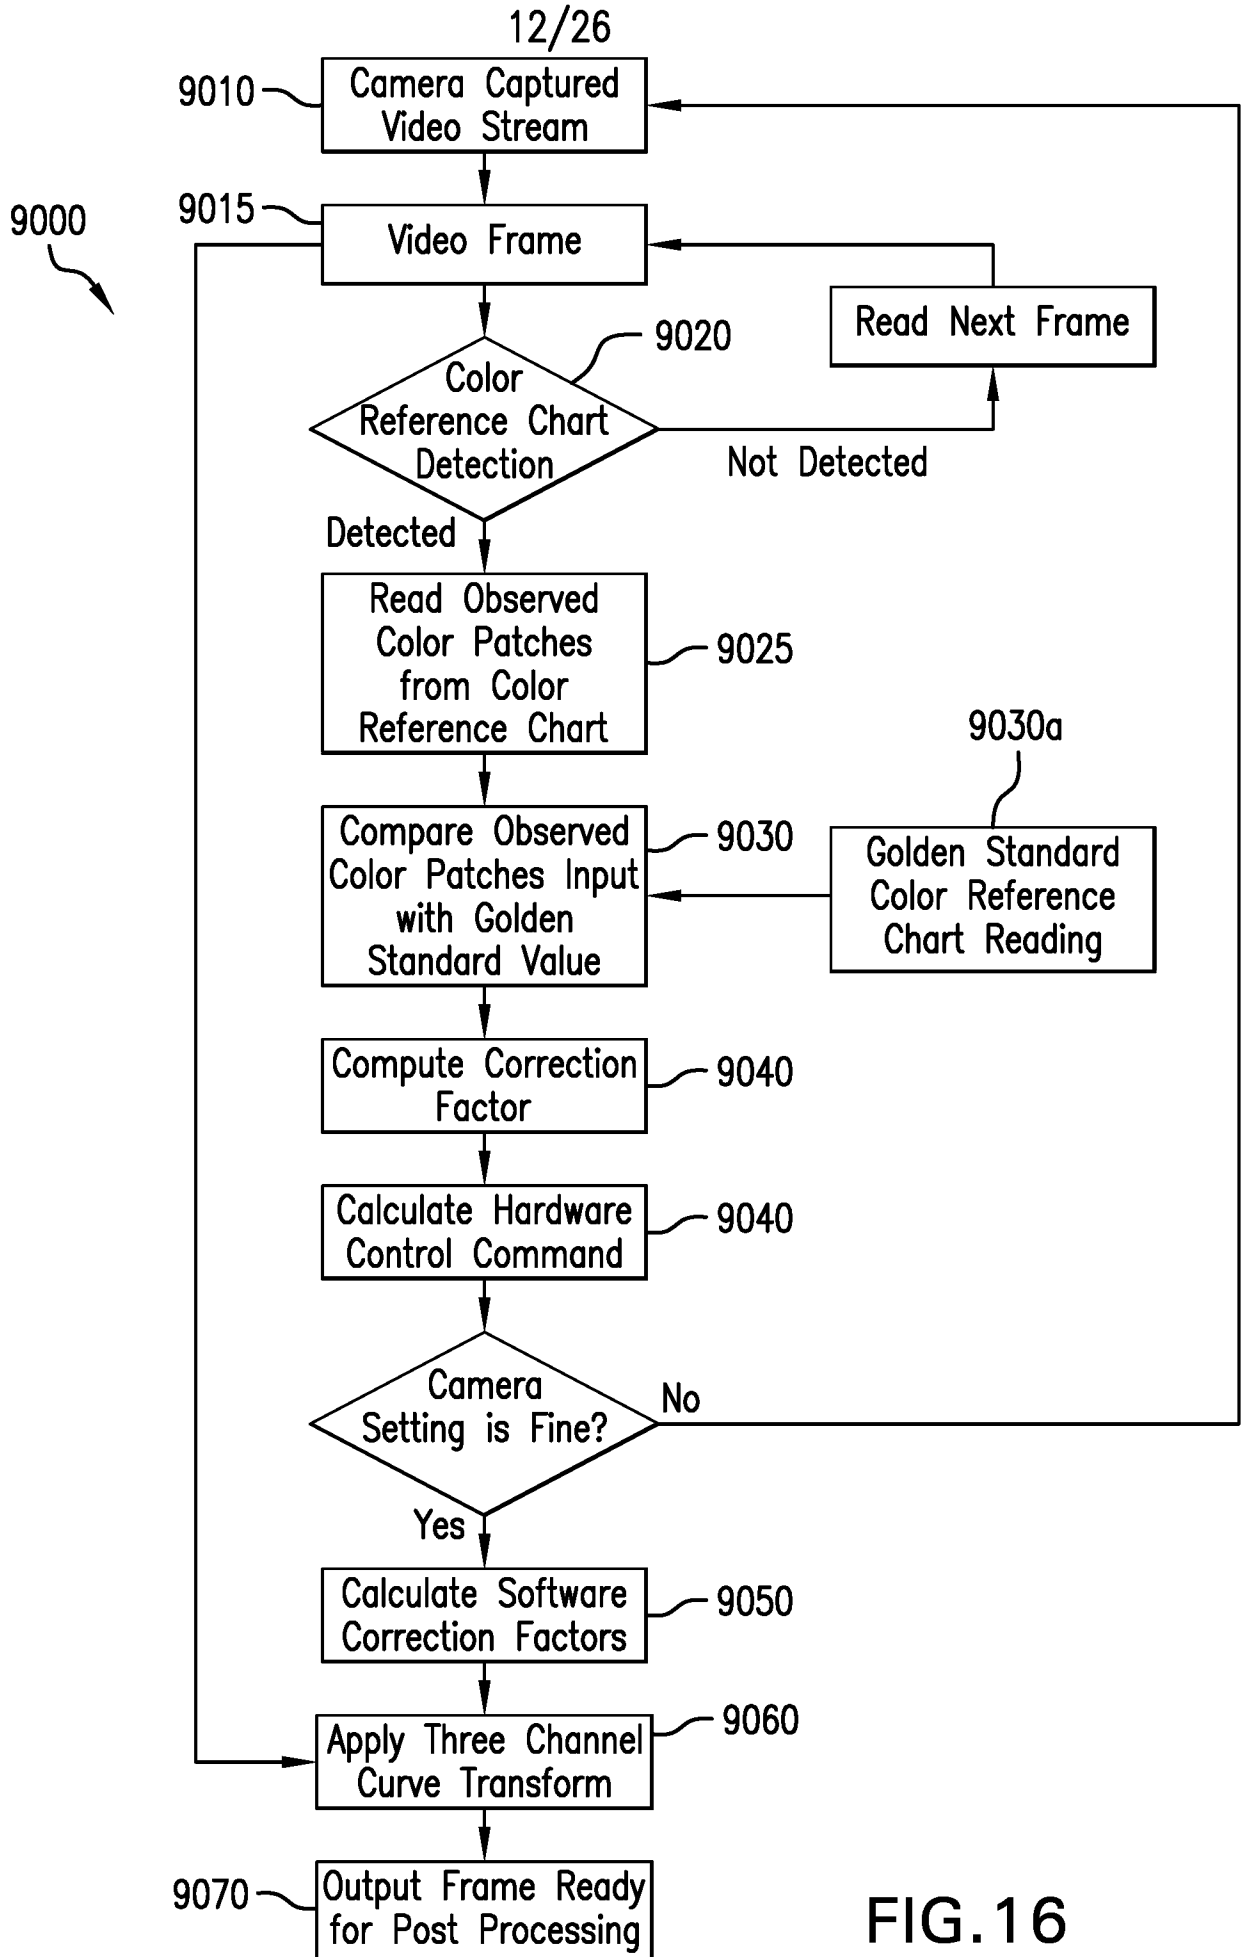 12/26
9010
Camera Captured
Video Stream
9000
9015
Video Frame
Read Next Frame
9020
Color
Reference Chart
Detection
Not Detected
Detected
Read Observed
Color Patches
from Color
Reference Chart
9025
9030a
Compare Observed
Color Patches Input
with Golden
Standard Value
9030
Golden Standard
Color Reference
Chart Reading
Compute Correction
Factor
9040
Calculate Hardware
Control Command
9040
Camera
Setting is Fine?
No
Yes
Calculate Software
Correction Factors
9050
Apply Three Channel
Curve Transform
9060
9070
Output Frame Ready
for Post Processing
FIG.16